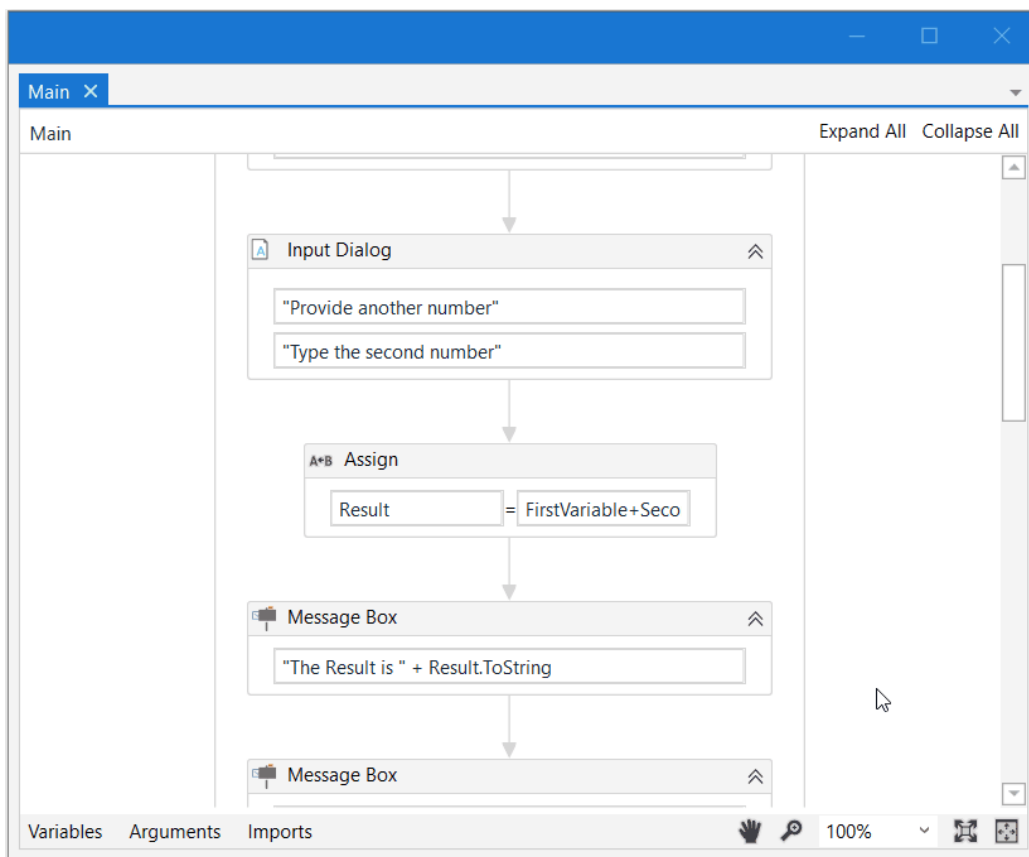 Main
Main
Expand All Collapse All
Input Dialog
"Provide another number"
"Type the second number"
A+B Assign
Result = FirstVariable+Seco
Message Box
"The Result is " + Result.ToString
Message Box
Variables Arguments Imports 100%